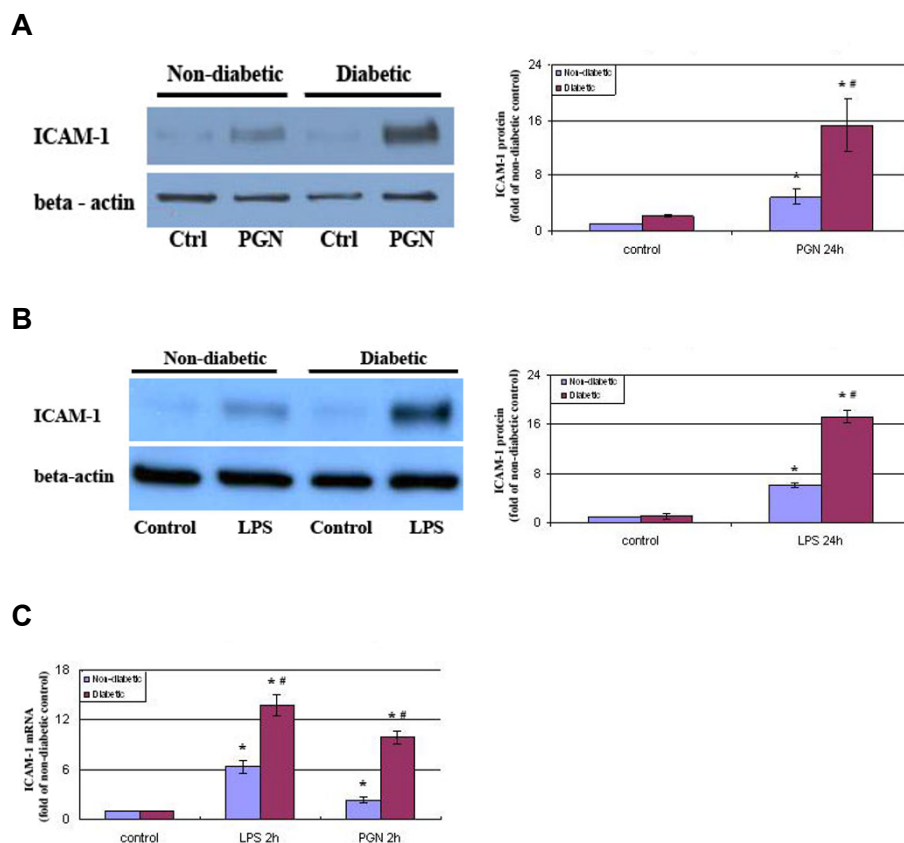 A
Non-diabetic Diabetic
ICAM-1
beta - actin
Ctrl PGN Ctrl PGN
ICAM-1 protein
(fold of non-diabetic control)
24
16
8
0
Non-diabetic
Diabetic
*
* #
control PGN 24h
B
Non-diabetic Diabetic
ICAM-1
beta-actin
Control LPS Control LPS
ICAM-1 protein
(fold of non-diabetic control)
24
16
8
0
Non-diabetic
Diabetic
*
* #
control LPS 24h
C
ICAM-1 mRNA
(fold of non-diabetic control)
18
12
6
0
Non-diabetic
Diabetic
*
* #
*
* #
control LPS 2h PGN 2h